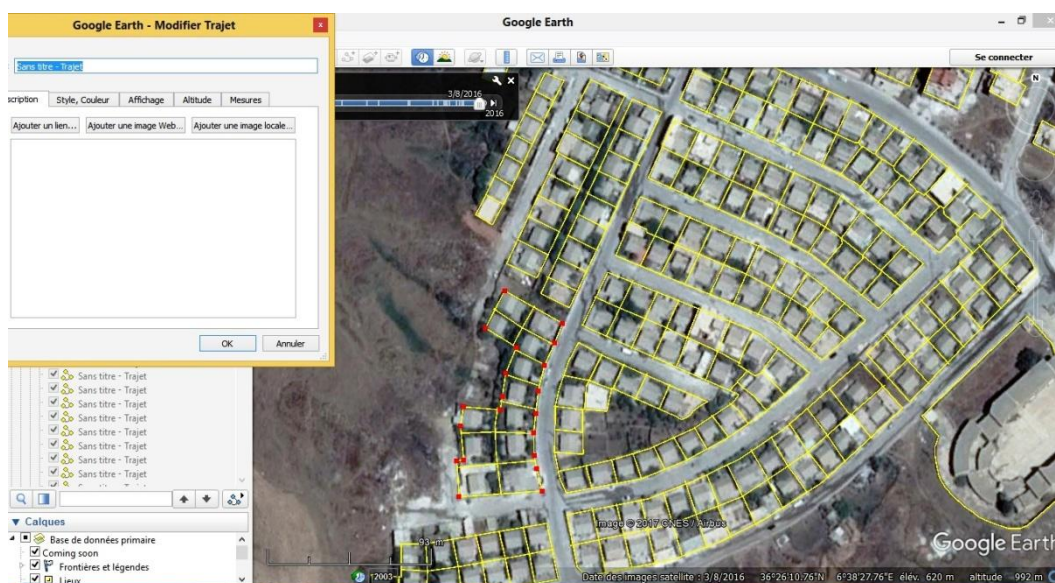 Google Earth - Modifier Trajet
x
Google Earth
Sans titre - Trajet
Se connecter
scription
Style, Couleur
Affichage
Altitude
Mesures
3/8/2016
2016
N
Ajouter un lien...
Ajouter une image Web...
Ajouter une image locale...
OK
Annuler
Sans titre - Trajet
Sans titre - Trajet
Sans titre - Trajet
Sans titre - Trajet
Sans titre - Trajet
Sans titre - Trajet
Sans titre - Trajet
Sans titre - Trajet
Calques
Base de données primaire
Coming soon
Frontières et légendes
Lieux
Image © 2017 CNES / Airbus
93 m
Google Earth
12003
Date des images satellite : 3/8/2016 36°26'10.76"N 6°38'27.76"E élév. 620 m altitude 992 m